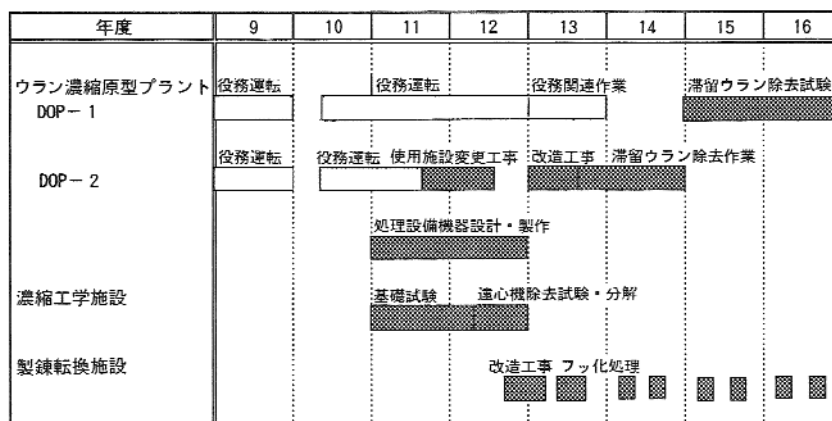 年度 9 10 11 12 13 14 15 16
ウラン濃縮原型プラント 役務運転 役務運転 役務関連作業 滞留ウラン除去試験
DOP-1
役務運転 役務運転 使用施設変更工事 改造工事 滞留ウラン除去作業
DOP-2
処理設備機器設計・製作
濃縮工学施設 基礎試験 遠心機除去試験・分解
製錬転換施設 改造工事 フッ化処理